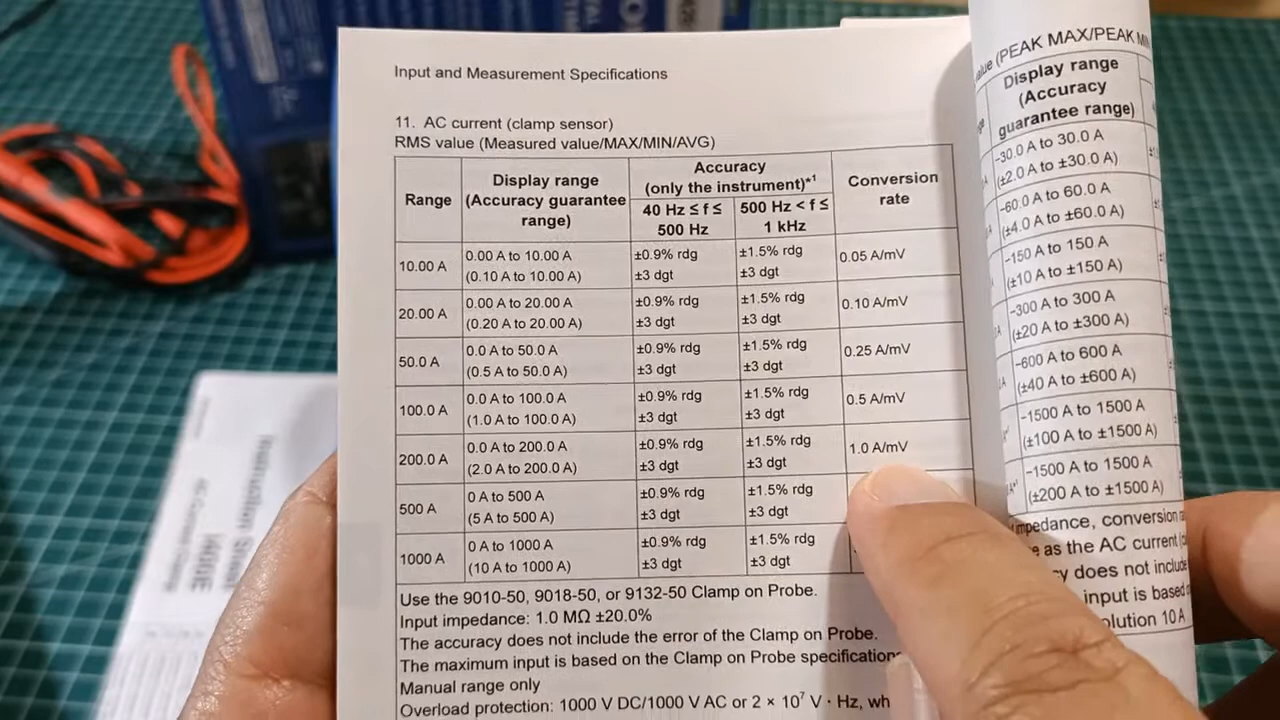 Input and Measurement Specifications
11. AC current (clamp sensor)
RMS value (Measured value/MAX/MIN/AVG)
Range Display range (Accuracy guarantee range) Accuracy (only the instrument)*1 Conversion rate
40 Hz ≤ f ≤ 500 Hz 500 Hz < f ≤ 1 kHz
10.00 A 0.00 A to 10.00 A ±0.9% rdg ±1.5% rdg 0.05 A/mV
(0.10 A to 10.00 A) ±3 dgt ±3 dgt
20.00 A 0.00 A to 20.00 A ±0.9% rdg ±1.5% rdg 0.10 A/mV
(0.20 A to 20.00 A) ±3 dgt ±3 dgt
50.0 A 0.0 A to 50.0 A ±0.9% rdg ±1.5% rdg 0.25 A/mV
(0.5 A to 50.0 A) ±3 dgt ±3 dgt
100.0 A 0.0 A to 100.0 A ±0.9% rdg ±1.5% rdg 0.5 A/mV
(1.0 A to 100.0 A) ±3 dgt ±3 dgt
200.0 A 0.0 A to 200.0 A ±0.9% rdg ±1.5% rdg 1.0 A/mV
(2.0 A to 200.0 A) ±3 dgt ±3 dgt
500 A 0 A to 500 A ±0.9% rdg ±1.5% rdg
(5 A to 500 A) ±3 dgt ±3 dgt
1000 A 0 A to 1000 A ±0.9% rdg ±1.5% rdg
(10 A to 1000 A) ±3 dgt ±3 dgt
Use the 9010-50, 9018-50, or 9132-50 Clamp on Probe.
Input impedance: 1.0 MΩ ±20.0%
The accuracy does not include the error of the Clamp on Probe.
The maximum input is based on the Clamp on Probe
Manual range only
Overload protection: 1000 V DC/1000 V AC or 2 × 10⁷ V · Hz,
(PEAK MAX/PEAK
Display range
(Accuracy
guarantee range)
-30.0 A to 30.0 A
(±2.0 A to ±30.0 A)
-60.0 A to 60.0 A
(±4.0 A to ±60.0 A)
-150 A to 150 A
(±10 A to ±150 A)
-300 A to 300 A
(±20 A to ±300 A)
-600 A to 600 A
(±40 A to ±600 A)
-1500 A to 1500 A
(±100 A to ±1500 A)
-1500 A to 1500 A
(±200 A to ±1500 A)
impedance, conversion
as the AC current
does not include
input is based
10 A
Instruction Sheet
i400E
AC Current Clamp